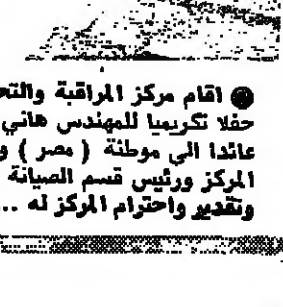 اقام مركز المراقبة والتح
حفلا تكريميا للمهندس هاني
عائدا الى موطنة ( مصر ) و
المركز ورئيس قسم الصيانة
وتقدير واحترام المركز له ...